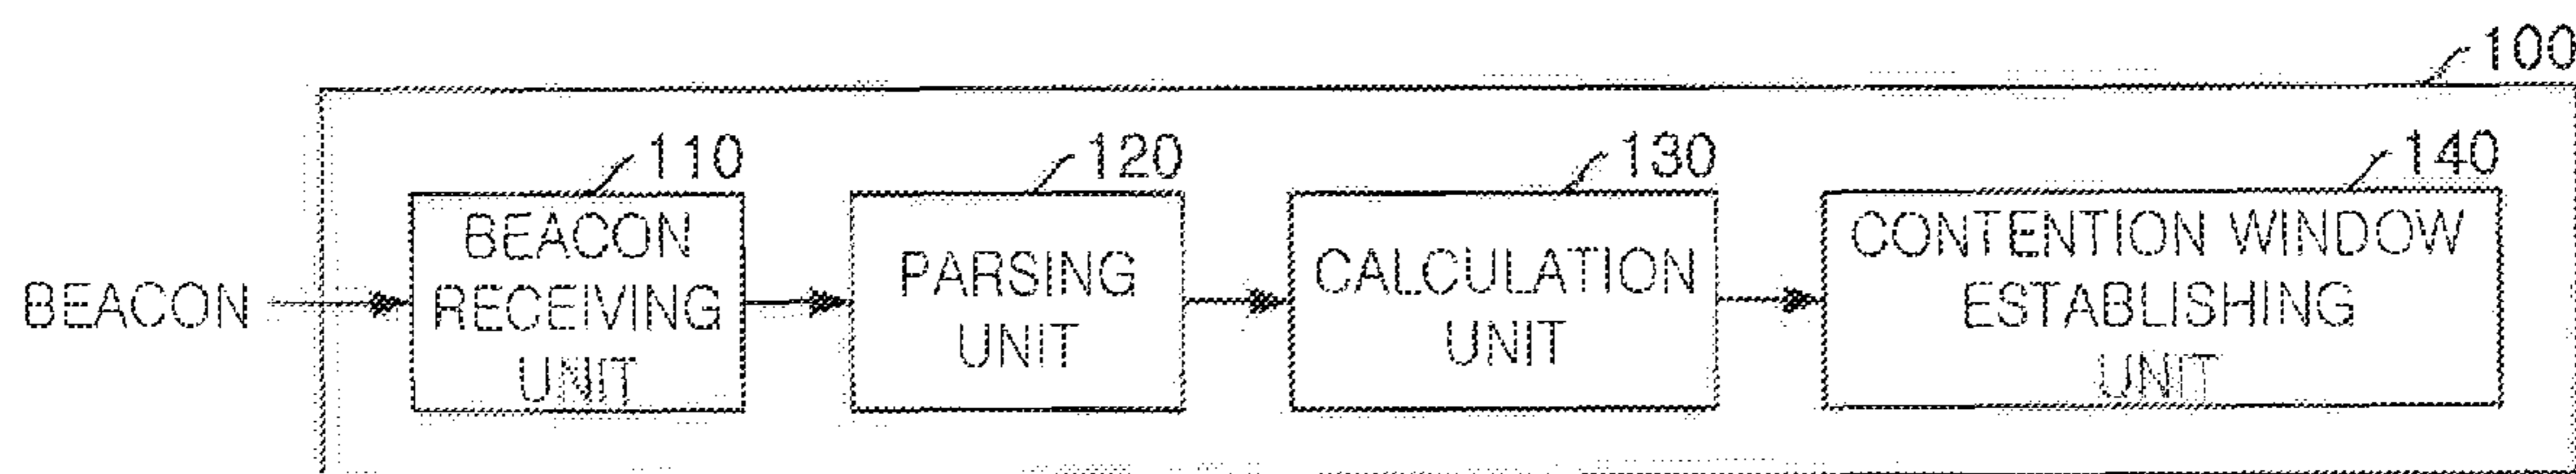 100
110
120
130
140
BEACON
BEACON
RECEIVING
UNIT
PARSING
UNIT
CALCULATION
UNIT
CONTENTION WINDOW
ESTABLISHING
UNIT